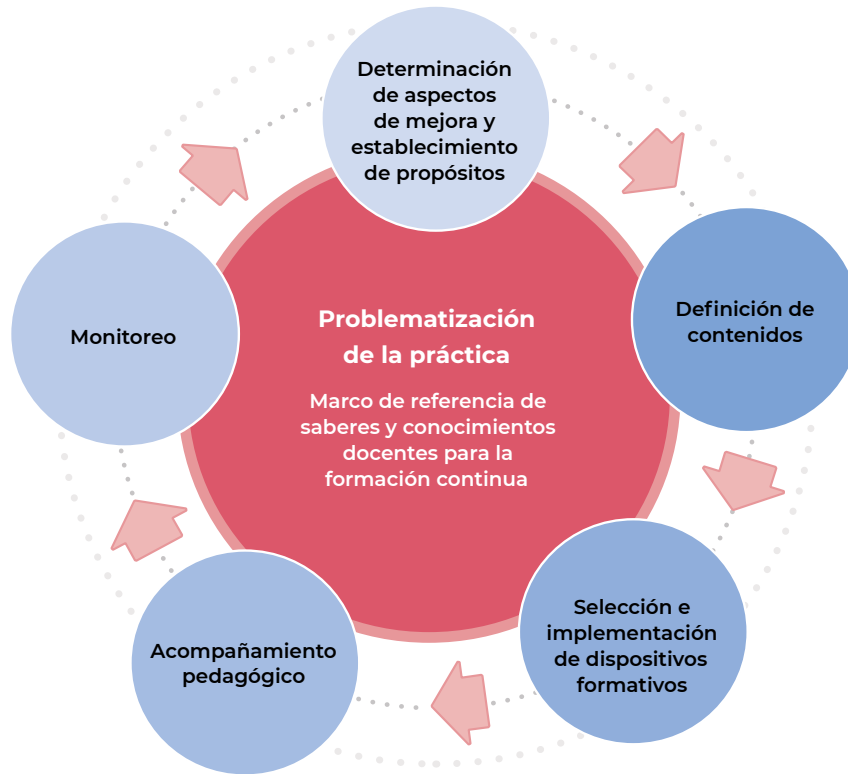 Determinación
de aspectos
de mejora y
establecimiento
de propósitos
Definición de
contenidos
Selección e
implementación
de dispositivos
formativos
Acompañamiento
pedagógico
Monitoreo
Problematización
de la práctica
Marco de referencia de
saberes y conocimientos
docentes para la
formación continua